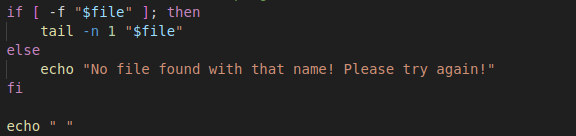 if [ -f "$file" ]; then
    tail -n 1 "$file"
else
    echo "No file found with that name! Please try again!"
fi

echo " "